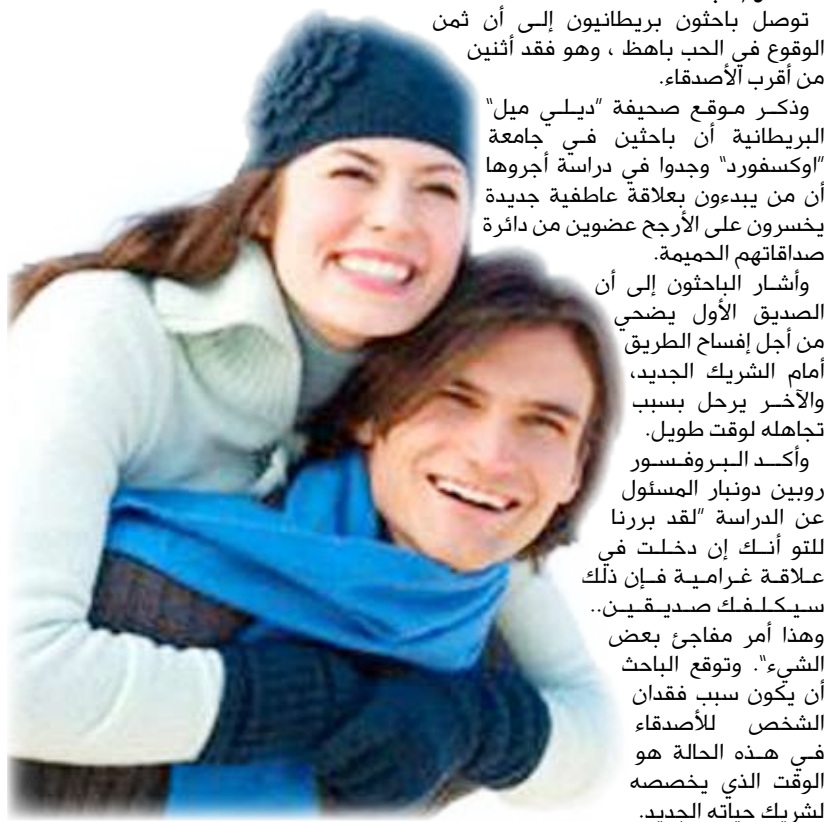 توصل باحثون بريطانيون إلى أن ثمن
الوقوع في الحب باهظ ، وهو فقد أثنين
من أقرب الأصدقاء.
وذكر موقع صحيفة "ديلي ميل"
البريطانية أن باحثين في جامعة
"اوكسفورد" وجدوا في دراسة أجروها
أن من يبدءون بعلاقة عاطفية جديدة
يخسرون على الأرجح عضوين من دائرة
صداقاتهم الحميمة.
وأشار الباحثون إلى أن
الصديق الأول يضحي
من أجل إفساح الطريق
أمام الشريك الجديد،
والآخر يرحل بسبب
تجاهله لوقت طويل.
وأكد البروفسور
روبين دونبار المسئول
عن الدراسة "لقد بررنا
للتو أنك إن دخلت في
علاقة غرامية فإن ذلك
سيكلفك صديقين..
وهذا أمر مفاجئ بعض
الشيء". وتوقع الباحث
أن يكون سبب فقدان
الشخص للأصدقاء
في هذه الحالة هو
الوقت الذي يخصصه
لشريك حياته الجديد.